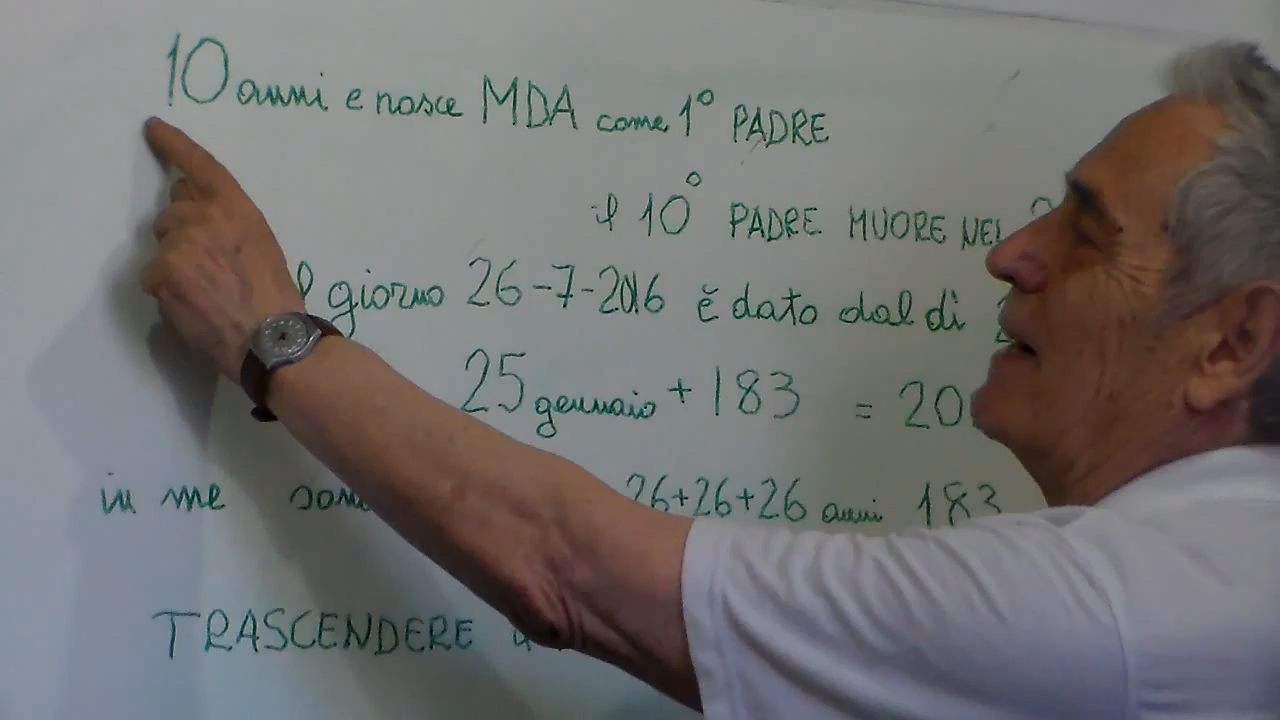 10 anni e nasce MDA come 1° PADRE
il 10° PADRE MUORE NEL
giorno 26-7-2016 è dato dal di
25 gennaio + 183 = 20
in me 26+26+26 anni 183
TRASCENDERE